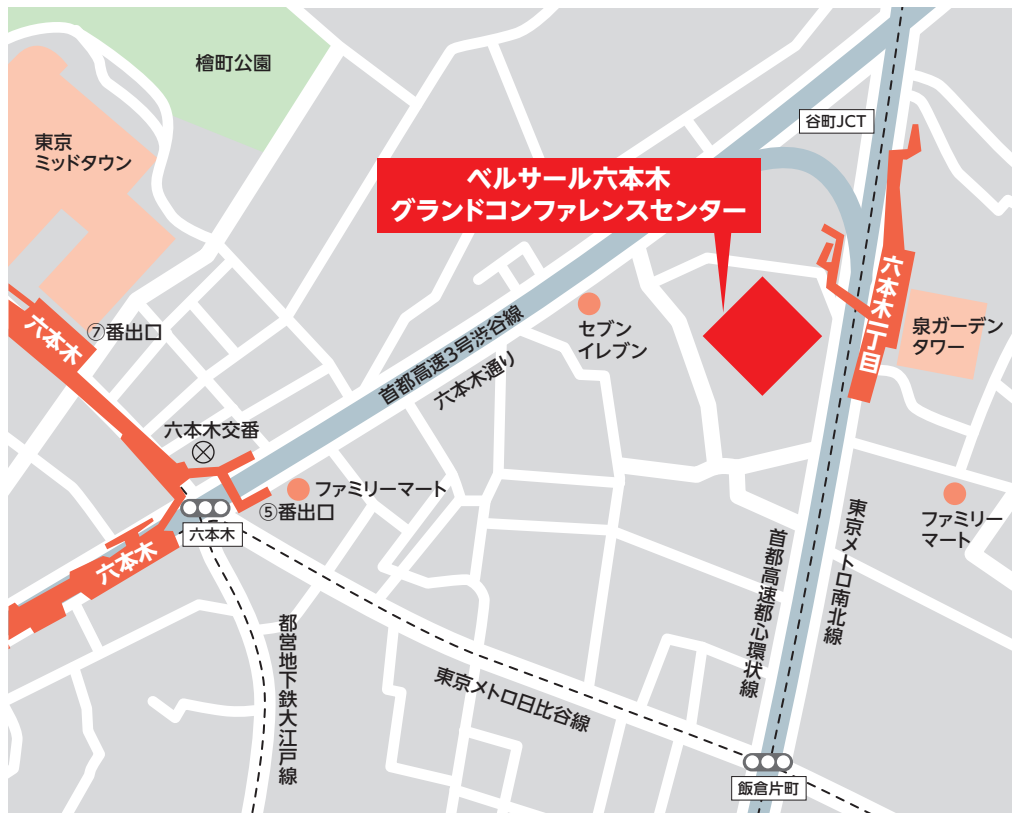 檜町公園
谷町JCT
東京
ミッドタウン
ベルサール六本木
グランドコンファレンスセンター
六本木一丁目
泉ガーデン
タワー
セブン
イレブン
首都高速3号渋谷線
六本木通り
⑦番出口
六本木
六本木交番
ファミリーマート
⑤番出口
六本木
六本木
ファミリー
マート
東京メトロ南北線
首都高速都心環状線
都営地下鉄大江戸線
東京メトロ日比谷線
飯倉片町